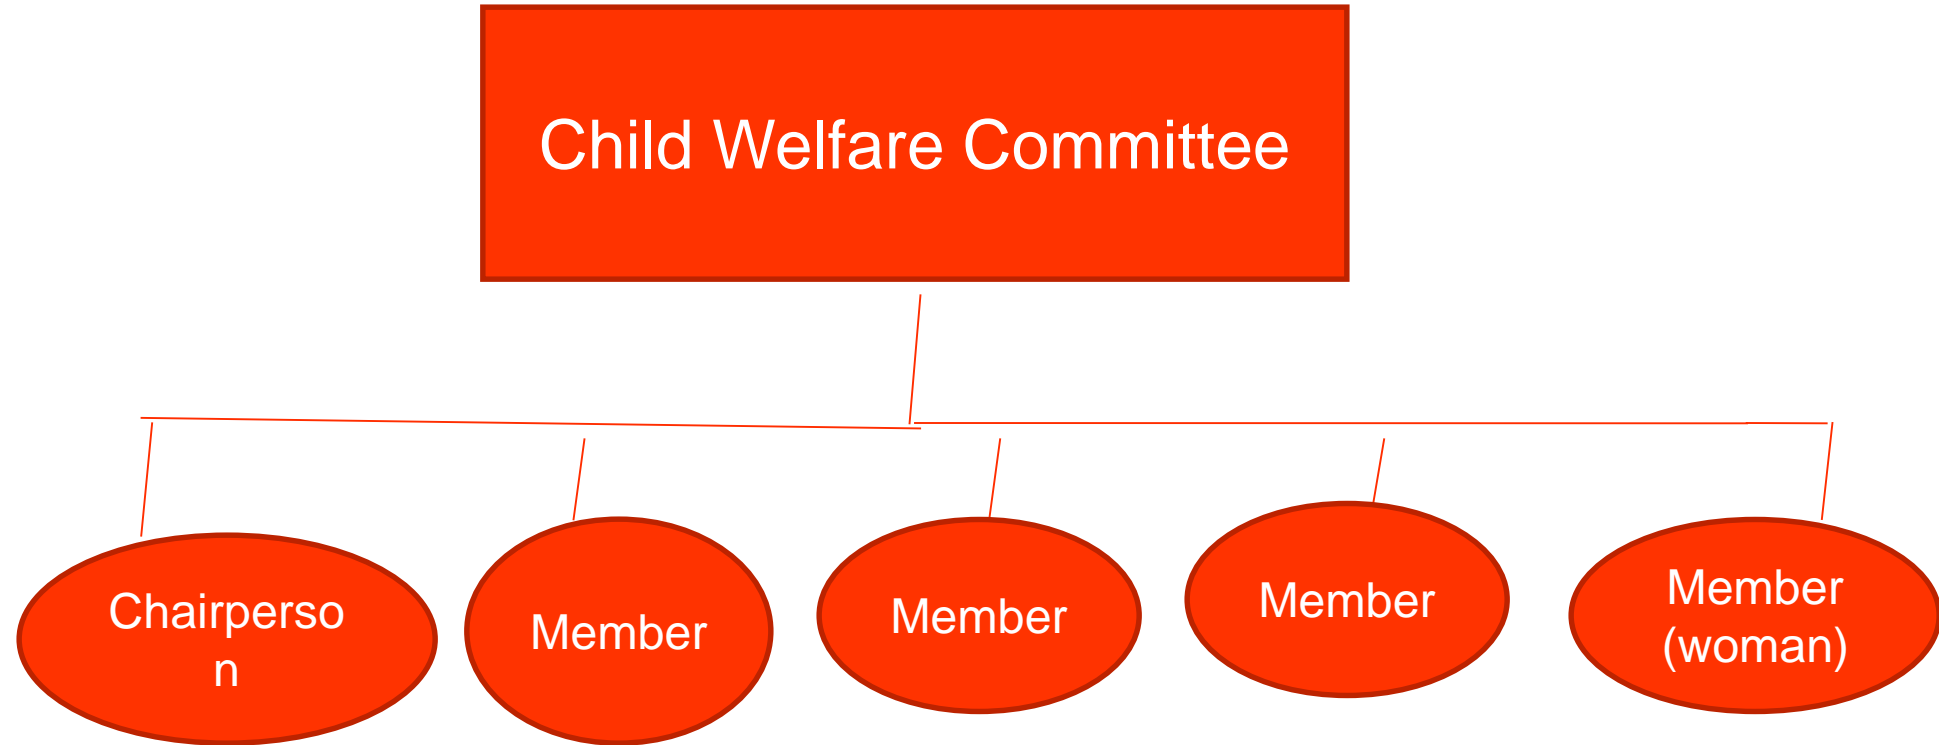 Child Welfare Committee
Chairperso
n
Member
Member
Member
Member
(woman)